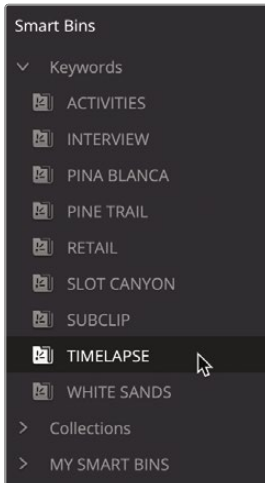 Smart Bins
Keywords
ACTIVITIES
INTERVIEW
PINA BLANCA
PINE TRAIL
RETAIL
SLOT CANYON
SUBCLIP
TIMELAPSE
WHITE SANDS
Collections
MY SMART BINS